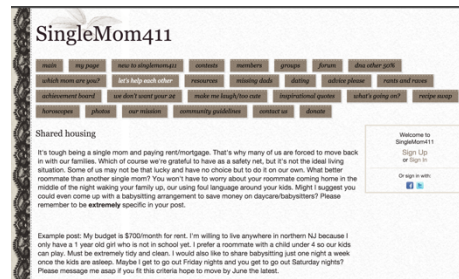 SingleMom411
main my page new to singlemom411 contests members groups forum dna other 50%
which mom are you? let's help each other resources missing dads dating advice please rants and raves
achievement board we don't want your 2¢ make me laugh/too cute inspirational quotes what's going on? recipe swap
horoscopes photos our mission community guidelines contact us donate
Shared housing
Welcome to
SingleMom411
Sign Up
or Sign In
Or sign in with:
It's tough being a single mom and paying rent/mortgage. That's why many of us are forced to move back
in with our families. Which of course we're grateful to have as a safety net, but it's not the ideal living
situation. Some of us may not be that lucky and have no choice but to do it on our own. What better
roommate than another single mom? You won't have to worry about your roommate coming home in the
middle of the night waking your family up, our using foul language around your kids. Might I suggest you
could even come up with a babysitting arrangement to save money on daycare/babysitters? Please
remember to be extremely specific in your post.
Example post: My budget is $700/month for rent. I'm willing to live anywhere in northern NJ because I
only have a 1 year old girl who is not in school yet. I prefer a roommate with a child under 4 so our kids
can play. Must be extremely tidy and clean. I would also like to share babysitting just one night a week
once the kids are asleep. Maybe I get to go out Friday nights and you get to go out Saturday nights?
Please message me asap if you fit this criteria hope to move by June the latest.